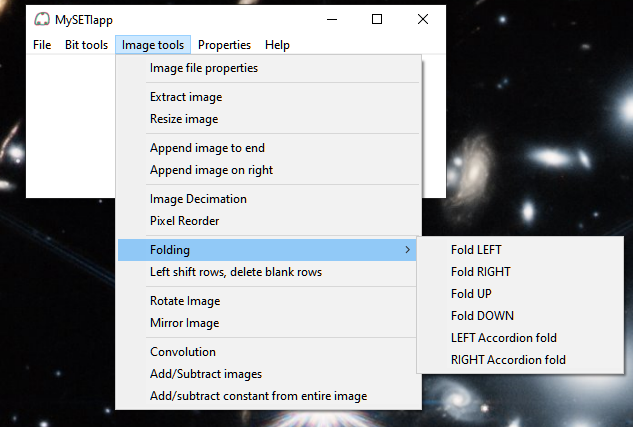 MySETIapp
File Bit tools Image tools Properties Help
Image file properties
Extract image
Resize image
Append image to end
Append image on right
Image Decimation
Pixel Reorder
Folding
Left shift rows, delete blank rows
Rotate Image
Mirror Image
Convolution
Add/Subtract images
Add/subtract constant from entire image
Fold LEFT
Fold RIGHT
Fold UP
Fold DOWN
LEFT Accordion fold
RIGHT Accordion fold